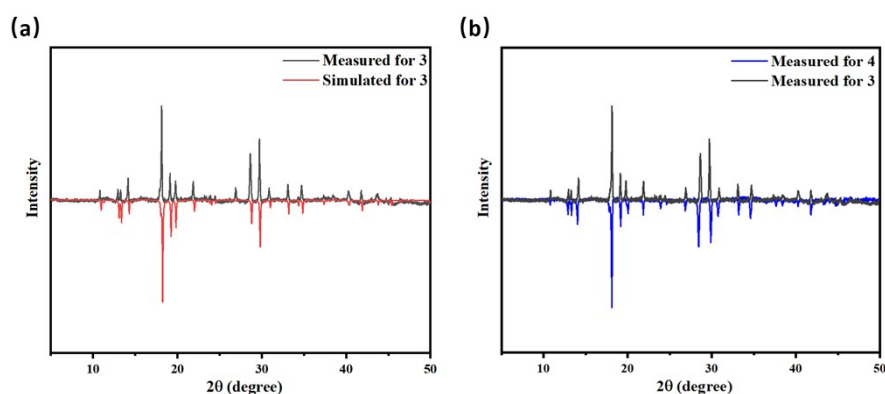 (a)
Measured for 3
Simulated for 3
Intensity
10 20 30 40 50
2θ (degree)
(b)
Measured for 4
Measured for 3
Intensity
10 20 30 40 50
2θ (degree)